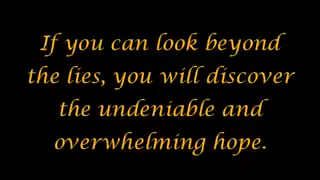 If you can look beyond
the lies, you will discover
the undeniable and
overwhelming hope.